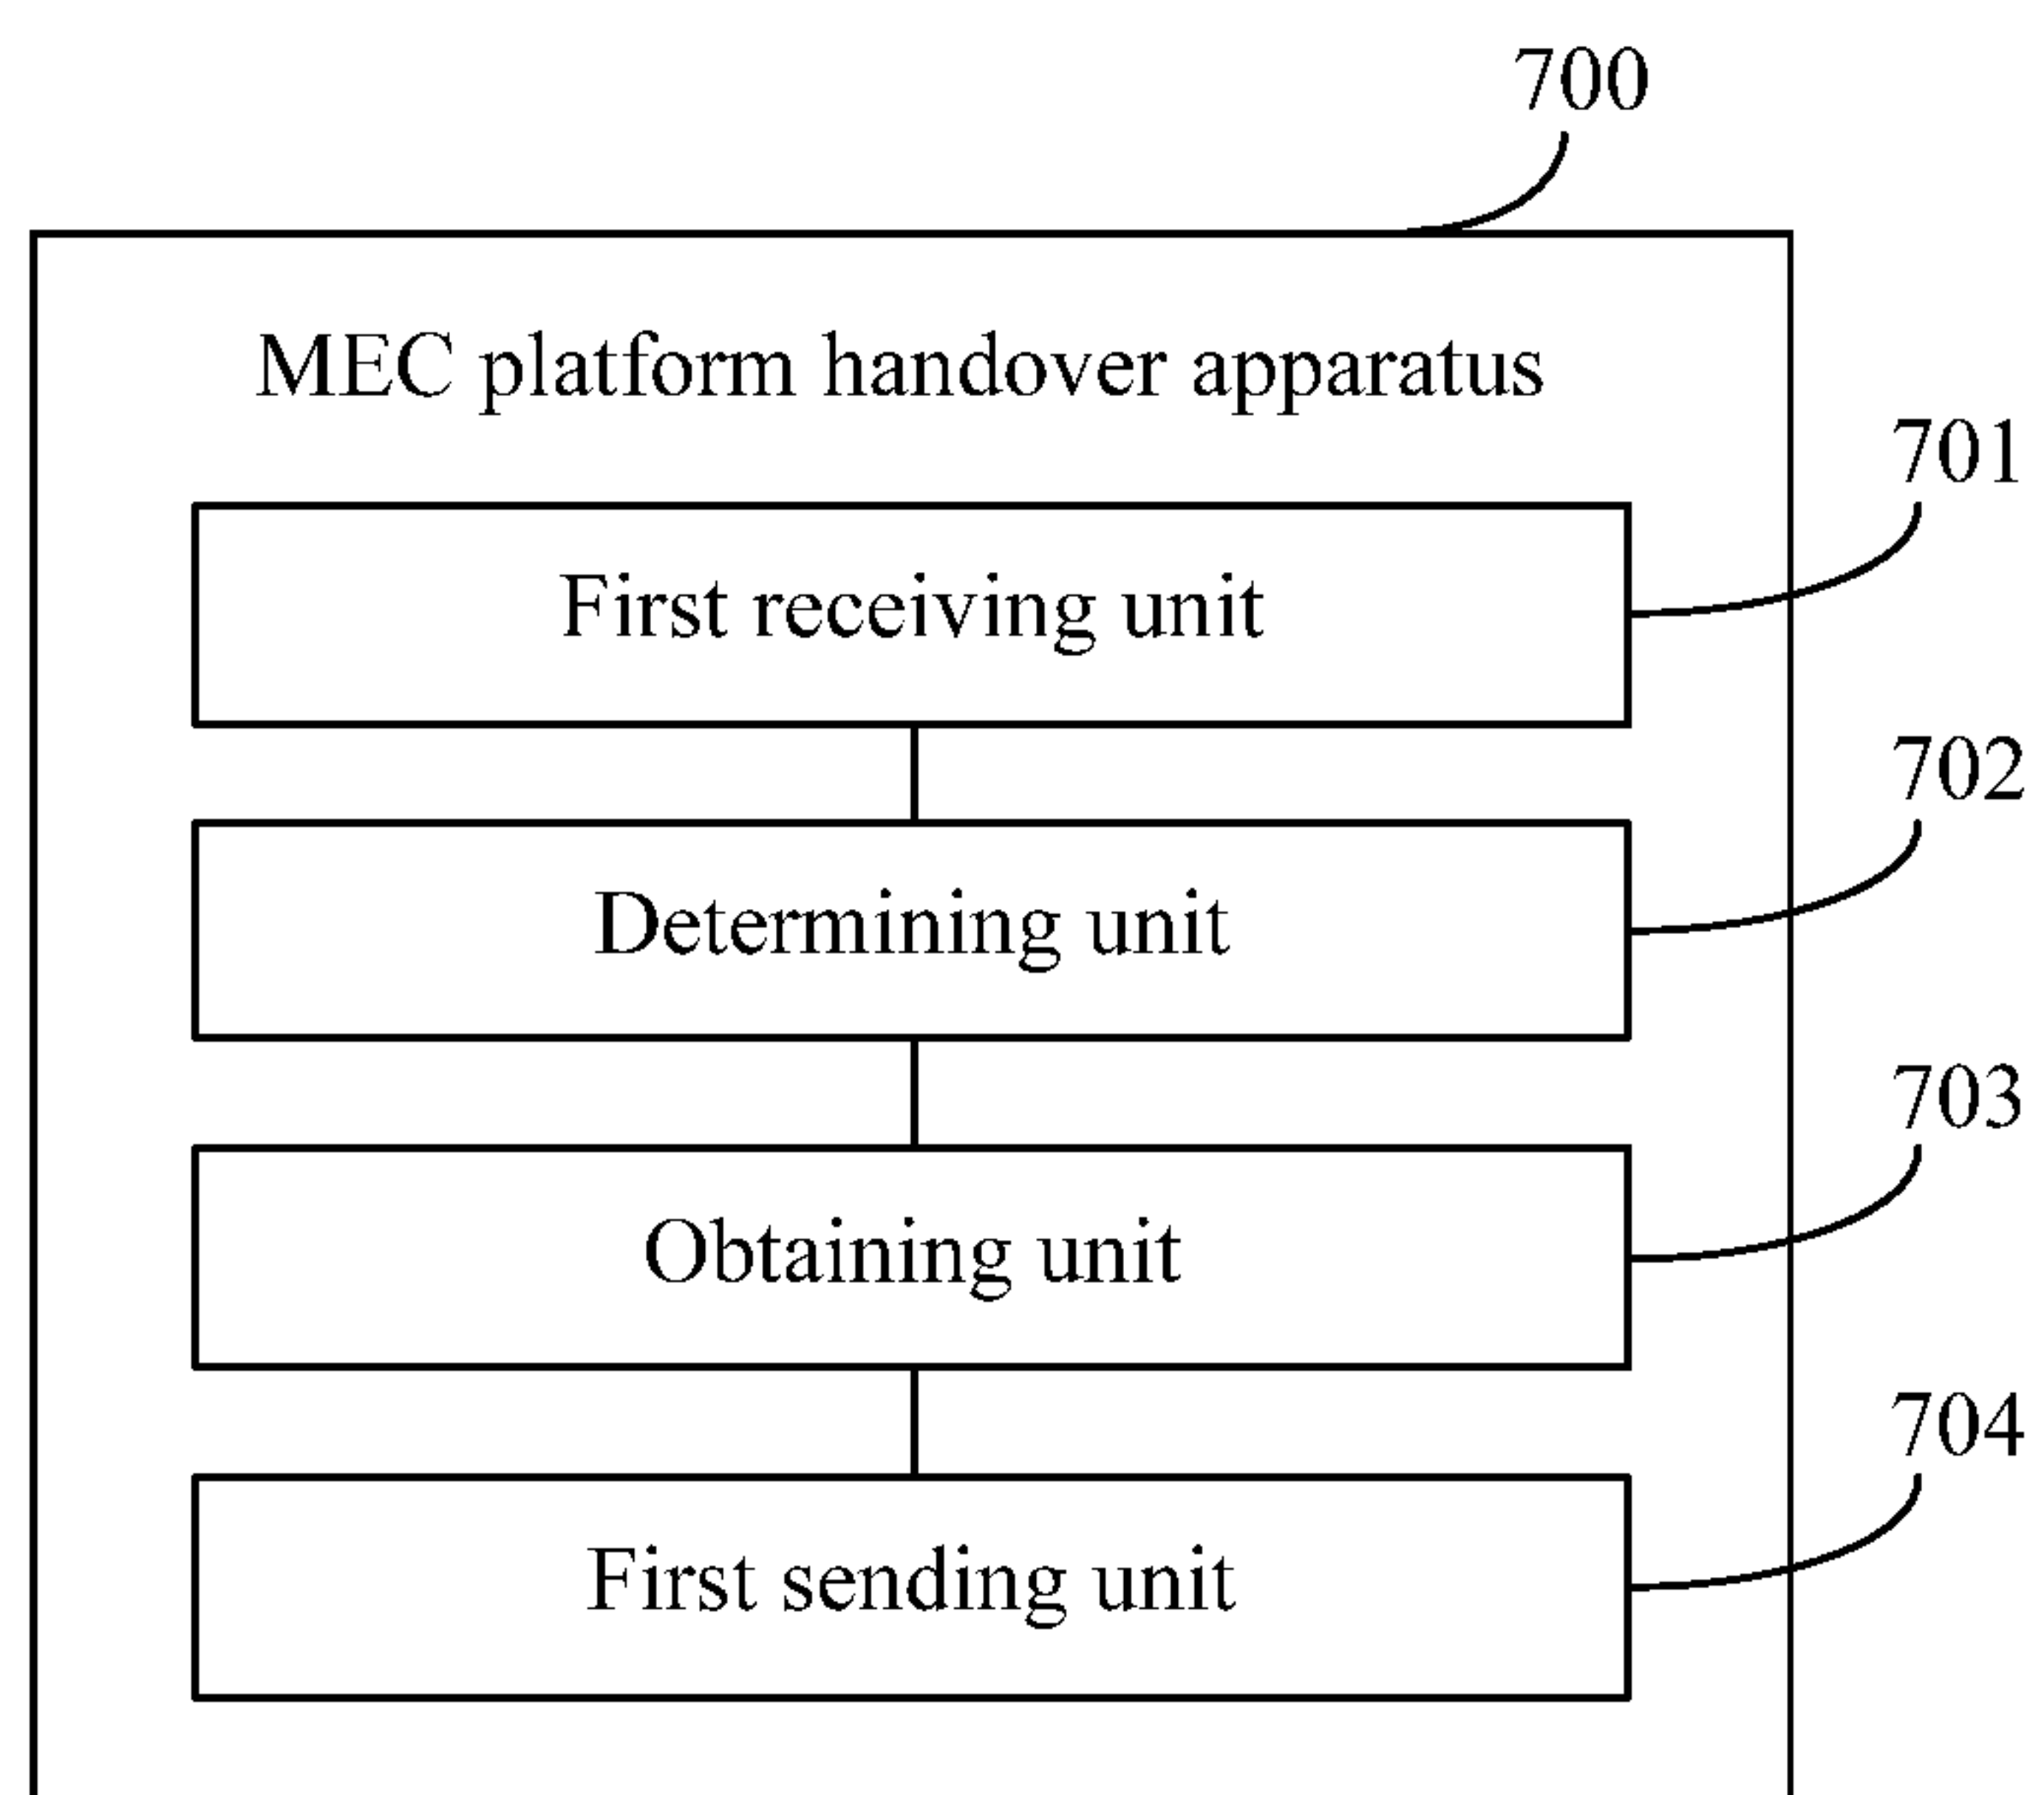 700
MEC platform handover apparatus
701
First receiving unit
702
Determining unit
703
Obtaining unit
704
First sending unit